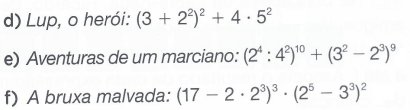 d) Lup, o herói: (3 + 2²)² + 4 · 5²
e) Aventuras de um marciano: (2⁴ : 4²)¹⁰ + (3² − 2³)⁹
f) A bruxa malvada: (17 − 2 · 2³)³ · (2⁵ − 3³)²